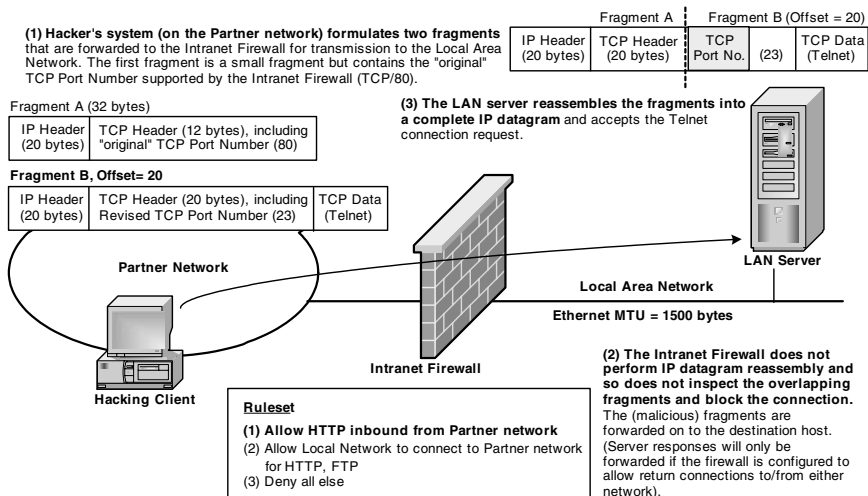 (1) Hacker's system (on the Partner network) formulates two fragments
that are forwarded to the Intranet Firewall for transmission to the Local Area
Network. The first fragment is a small fragment but contains the "original"
TCP Port Number supported by the Intranet Firewall (TCP/80).
Fragment A
Fragment B (Offset = 20)
IP Header
(20 bytes)
TCP Header
(20 bytes)
TCP
Port No.
(23)
TCP Data
(Telnet)
Fragment A (32 bytes)
IP Header
(20 bytes)
TCP Header (12 bytes), including
"original" TCP Port Number (80)
(3) The LAN server reassembles the fragments into
a complete IP datagram and accepts the Telnet
connection request.
Fragment B, Offset= 20
IP Header
(20 bytes)
TCP Header (20 bytes), including
Revised TCP Port Number (23)
TCP Data
(Telnet)
Partner Network
LAN Server
Local Area Network
Ethernet MTU = 1500 bytes
Intranet Firewall
Hacking Client
(2) The Intranet Firewall does not
perform IP datagram reassembly and
so does not inspect the overlapping
fragments and block the connection.
The (malicious) fragments are
forwarded on to the destination host.
(Server responses will only be
forwarded if the firewall is configured to
allow return connections to/from either
network).
Ruleset
(1) Allow HTTP inbound from Partner network
(2) Allow Local Network to connect to Partner network
for HTTP, FTP
(3) Deny all else